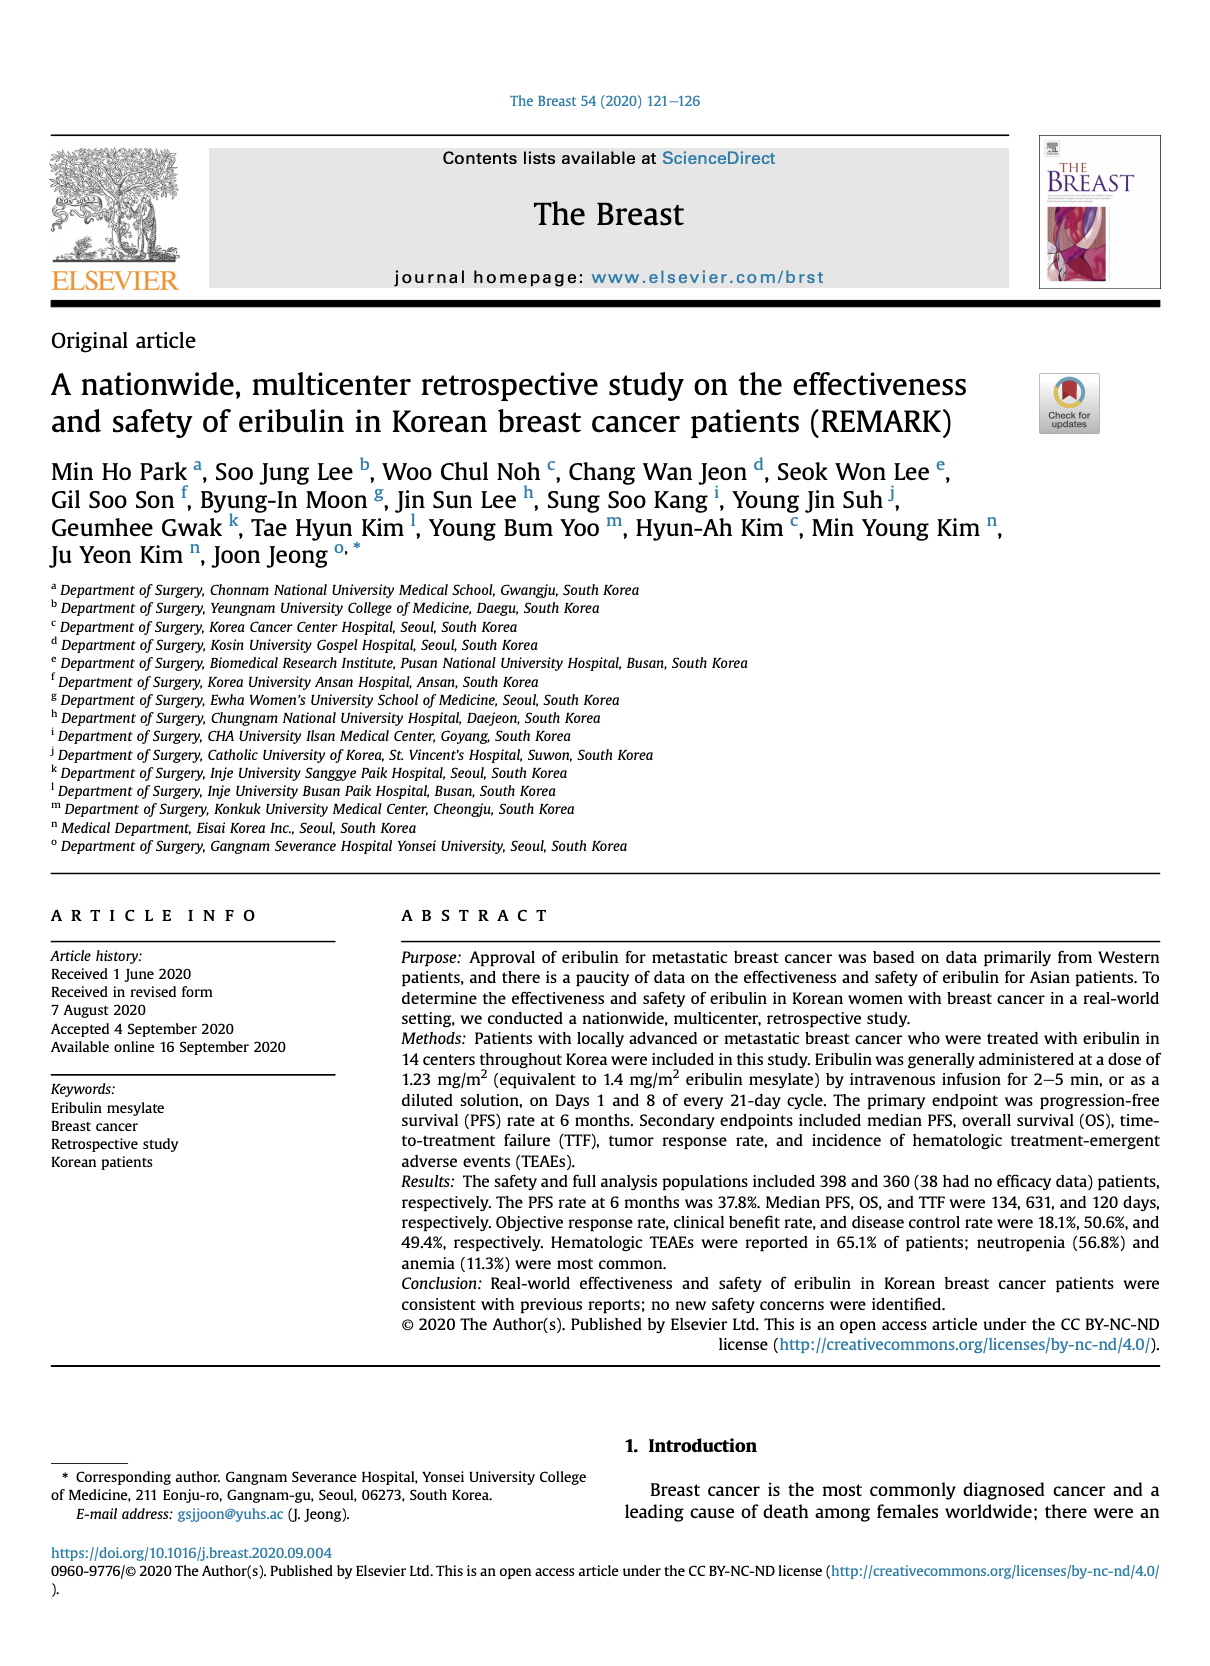 The Breast 54 (2020) 121–126
Contents lists available at ScienceDirect
The Breast
journal homepage: www.elsevier.com/brst
ELSEVIER
THE
BREAST
Original article
A nationwide, multicenter retrospective study on the effectiveness
and safety of eribulin in Korean breast cancer patients (REMARK)
Check for
updates
Min Ho Park a, Soo Jung Lee b, Woo Chul Noh c, Chang Wan Jeon d, Seok Won Lee e,
Gil Soo Son f, Byung-In Moon g, Jin Sun Lee h, Sung Soo Kang i, Young Jin Suh j,
Geumhee Gwak k, Tae Hyun Kim l, Young Bum Yoo m, Hyun-Ah Kim c, Min Young Kim n,
Ju Yeon Kim n, Joon Jeong o, *
a Department of Surgery, Chonnam National University Medical School, Gwangju, South Korea
b Department of Surgery, Yeungnam University College of Medicine, Daegu, South Korea
c Department of Surgery, Korea Cancer Center Hospital, Seoul, South Korea
d Department of Surgery, Kosin University Gospel Hospital, Seoul, South Korea
e Department of Surgery, Biomedical Research Institute, Pusan National University Hospital, Busan, South Korea
f Department of Surgery, Korea University Ansan Hospital, Ansan, South Korea
g Department of Surgery, Ewha Women's University School of Medicine, Seoul, South Korea
h Department of Surgery, Chungnam National University Hospital, Daejeon, South Korea
i Department of Surgery, CHA University Ilsan Medical Center, Goyang, South Korea
j Department of Surgery, Catholic University of Korea, St. Vincent's Hospital, Suwon, South Korea
k Department of Surgery, Inje University Sanggye Paik Hospital, Seoul, South Korea
l Department of Surgery, Inje University Busan Paik Hospital, Busan, South Korea
m Department of Surgery, Konkuk University Medical Center, Cheongju, South Korea
n Medical Department, Eisai Korea Inc., Seoul, South Korea
o Department of Surgery, Gangnam Severance Hospital Yonsei University, Seoul, South Korea
ARTICLE INFO
Article history:
Received 1 June 2020
Received in revised form
7 August 2020
Accepted 4 September 2020
Available online 16 September 2020
Keywords:
Eribulin mesylate
Breast cancer
Retrospective study
Korean patients
ABSTRACT
Purpose: Approval of eribulin for metastatic breast cancer was based on data primarily from Western
patients, and there is a paucity of data on the effectiveness and safety of eribulin for Asian patients. To
determine the effectiveness and safety of eribulin in Korean women with breast cancer in a real-world
setting, we conducted a nationwide, multicenter, retrospective study.
Methods: Patients with locally advanced or metastatic breast cancer who were treated with eribulin in
14 centers throughout Korea were included in this study. Eribulin was generally administered at a dose of
1.23 mg/m2 (equivalent to 1.4 mg/m2 eribulin mesylate) by intravenous infusion for 2–5 min, or as a
diluted solution, on Days 1 and 8 of every 21-day cycle. The primary endpoint was progression-free
survival (PFS) rate at 6 months. Secondary endpoints included median PFS, overall survival (OS), time-
to-treatment failure (TTF), tumor response rate, and incidence of hematologic treatment-emergent
adverse events (TEAEs).
Results: The safety and full analysis populations included 398 and 360 (38 had no efficacy data) patients,
respectively. The PFS rate at 6 months was 37.8%. Median PFS, OS, and TTF were 134, 631, and 120 days,
respectively. Objective response rate, clinical benefit rate, and disease control rate were 18.1%, 50.6%, and
49.4%, respectively. Hematologic TEAEs were reported in 65.1% of patients; neutropenia (56.8%) and
anemia (11.3%) were most common.
Conclusion: Real-world effectiveness and safety of eribulin in Korean breast cancer patients were
consistent with previous reports; no new safety concerns were identified.
© 2020 The Author(s). Published by Elsevier Ltd. This is an open access article under the CC BY-NC-ND
license (http://creativecommons.org/licenses/by-nc-nd/4.0/).
* Corresponding author. Gangnam Severance Hospital, Yonsei University College
of Medicine, 211 Eonju-ro, Gangnam-gu, Seoul, 06273, South Korea.
E-mail address: gsjjoon@yuhs.ac (J. Jeong).
1. Introduction
Breast cancer is the most commonly diagnosed cancer and a
leading cause of death among females worldwide; there were an
https://doi.org/10.1016/j.breast.2020.09.004
0960-9776/© 2020 The Author(s). Published by Elsevier Ltd. This is an open access article under the CC BY-NC-ND license (http://creativecommons.org/licenses/by-nc-nd/4.0/
).